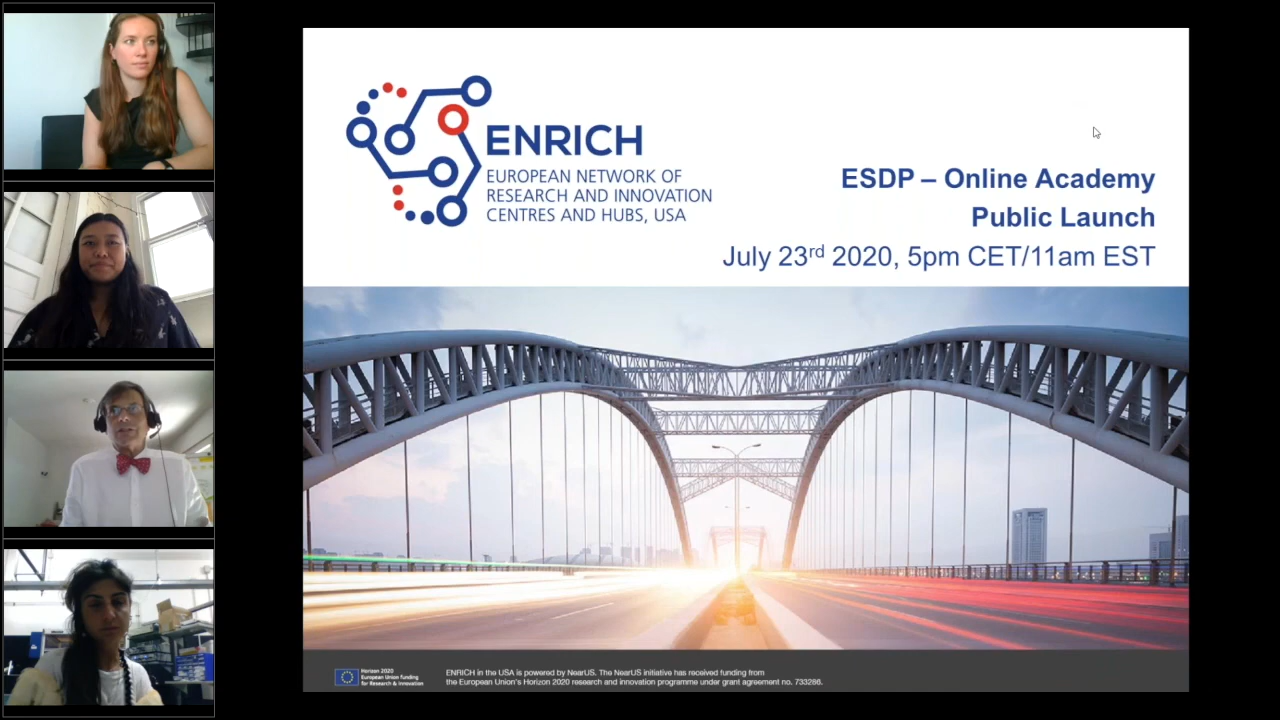 ENRICH
EUROPEAN NETWORK OF
RESEARCH AND INNOVATION
CENTRES AND HUBS, USA
ESDP – Online Academy
Public Launch
July 23rd 2020, 5pm CET/11am EST
Horizon 2020
European Union funding
for Research & Innovation
ENRICH in the USA is powered by NearUS. The NearUS initiative has received funding from
the European Union's Horizon 2020 research and innovation programme under grant agreement no. 733286.